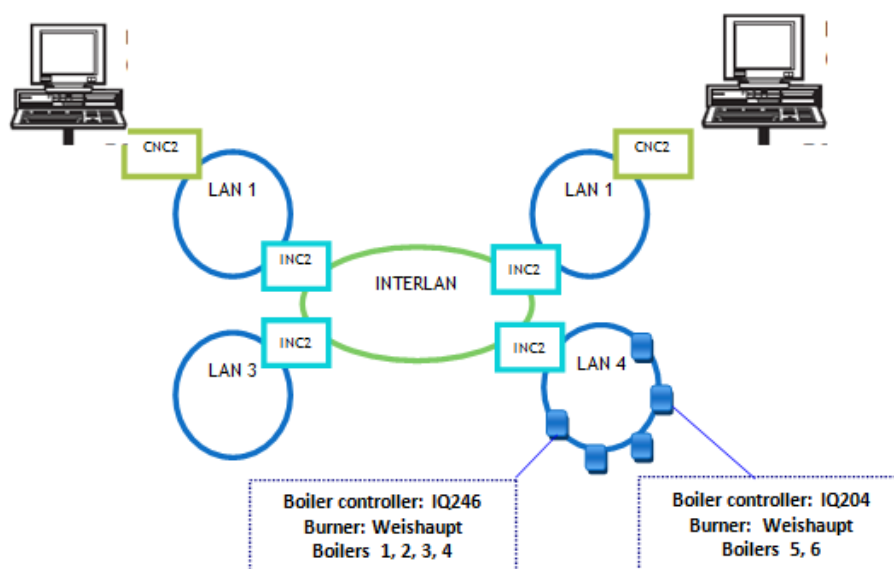 CNC2
CNC2
LAN 1
LAN 1
INC2
INC2
INTERLAN
INC2
INC2
LAN 3
LAN 4
Boiler controller: IQ246
Burner: Weishaupt
Boilers 1, 2, 3, 4
Boiler controller: IQ204
Burner: Weishaupt
Boilers 5, 6